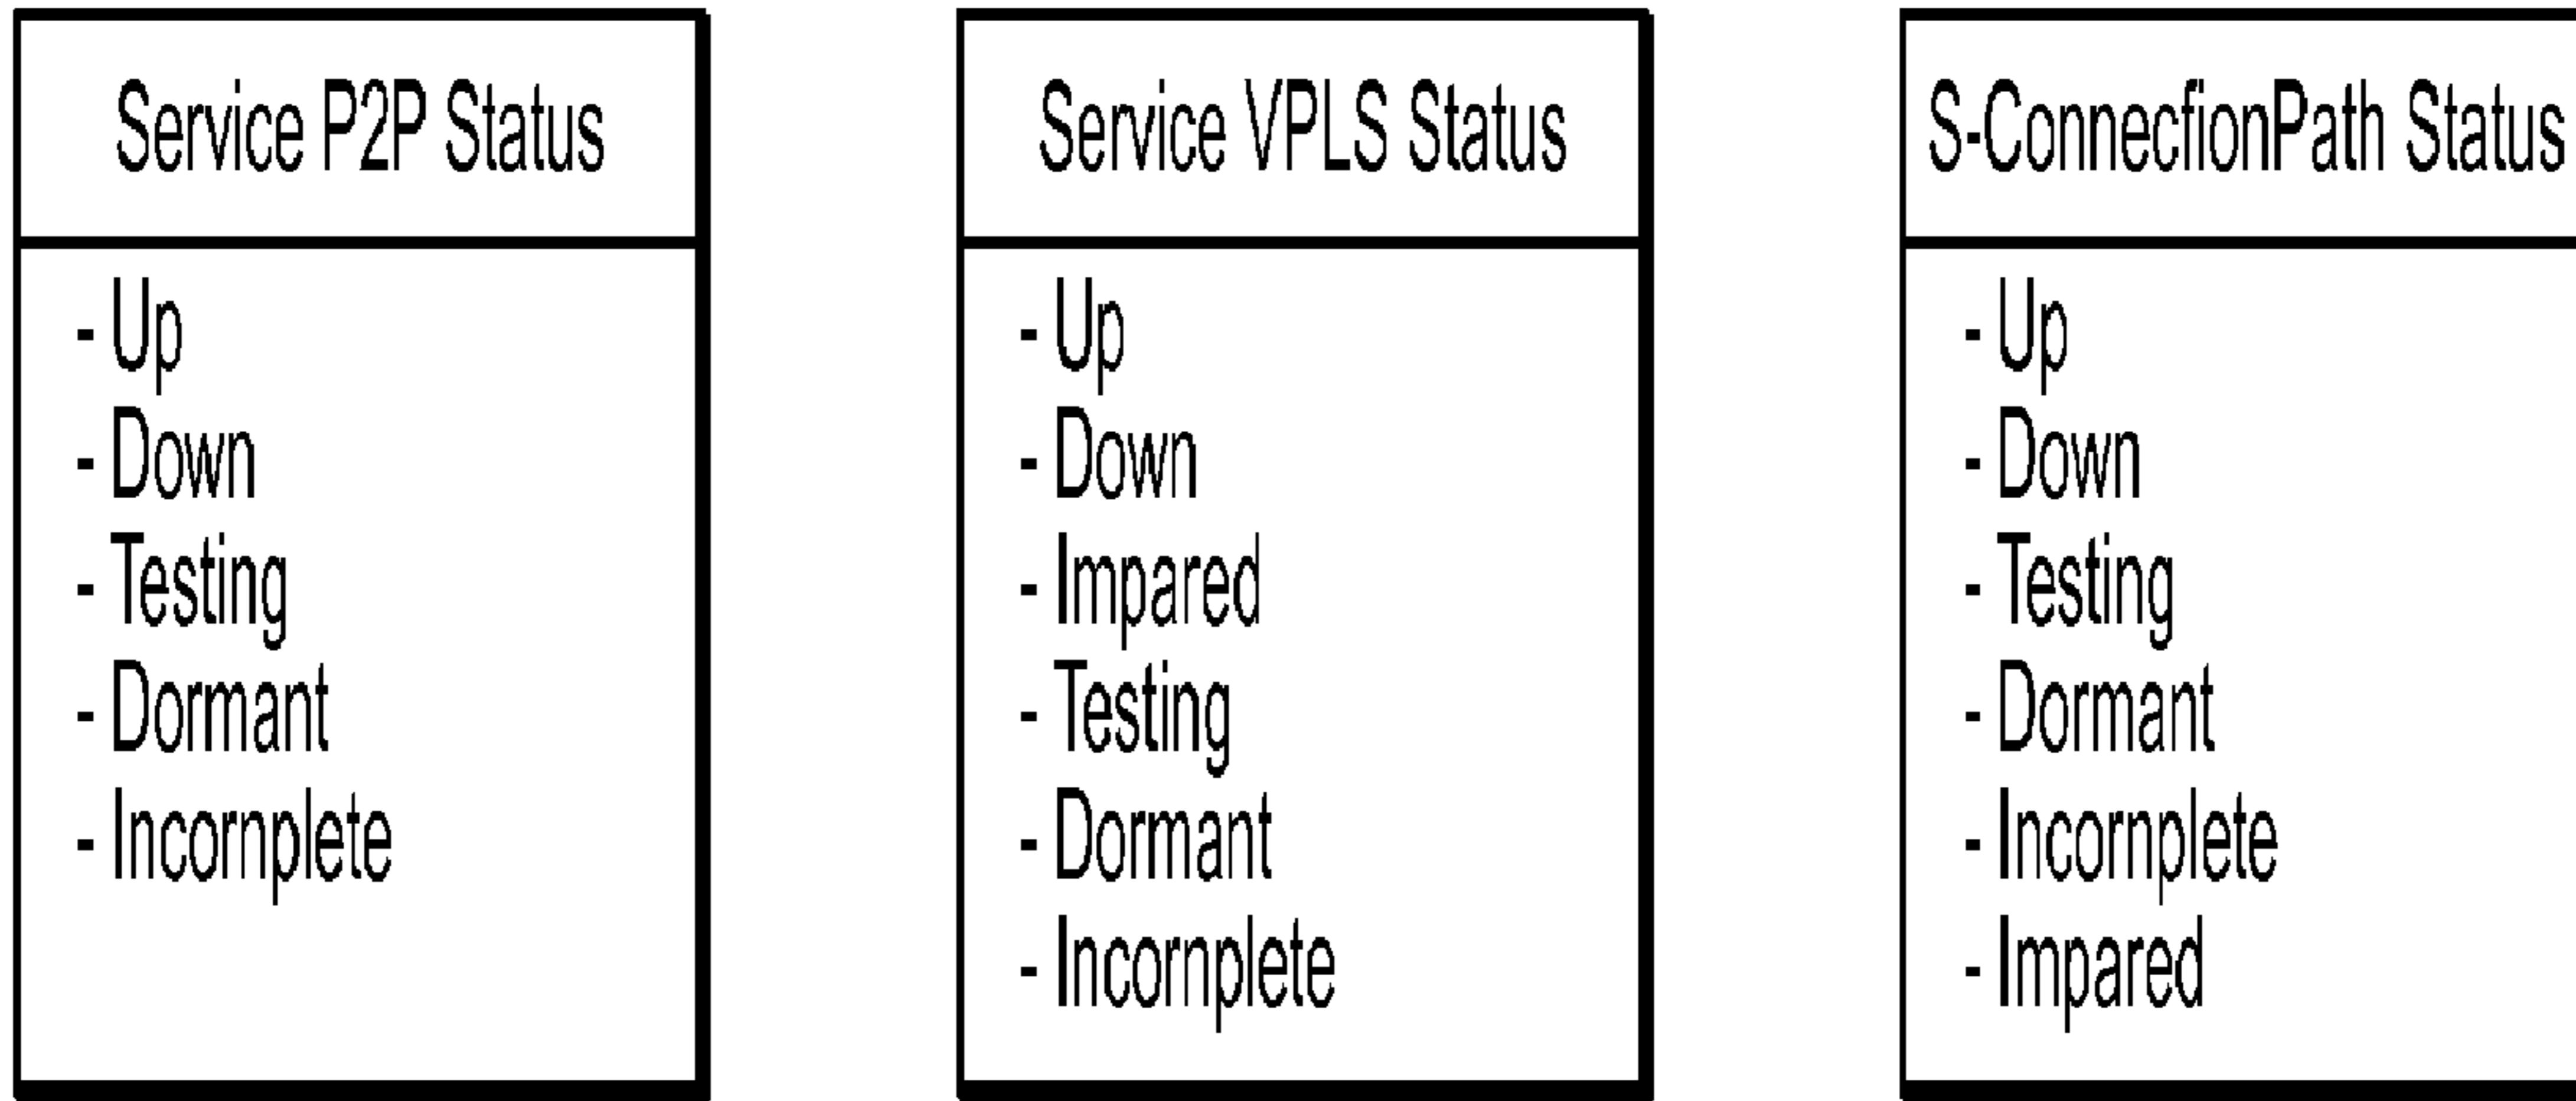 Service P2P Status
- Up
- Down
- Testing
- Dormant
- Incornplete
Service VPLS Status
- Up
- Down
- Impared
- Testing
- Dormant
- Incornplete
S-ConnecfionPath Status
- Up
- Down
- Testing
- Dormant
- Incornplete
- Impared